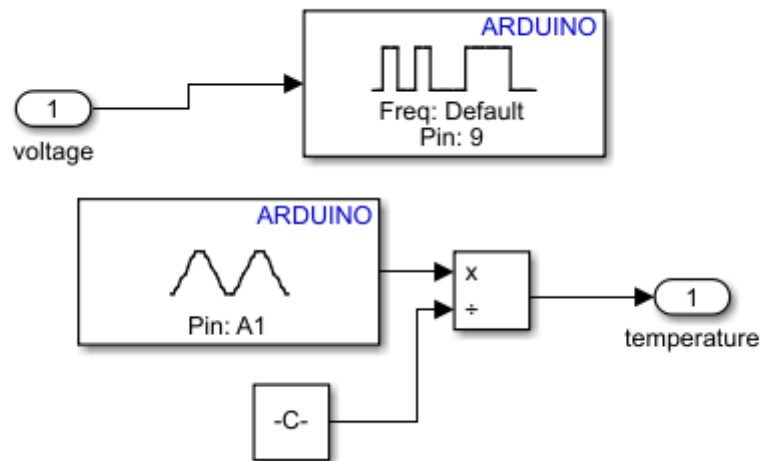 ARDUINO
1
Freq: Default
Pin: 9
voltage
ARDUINO
x
÷
1
Pin: A1
temperature
-C-